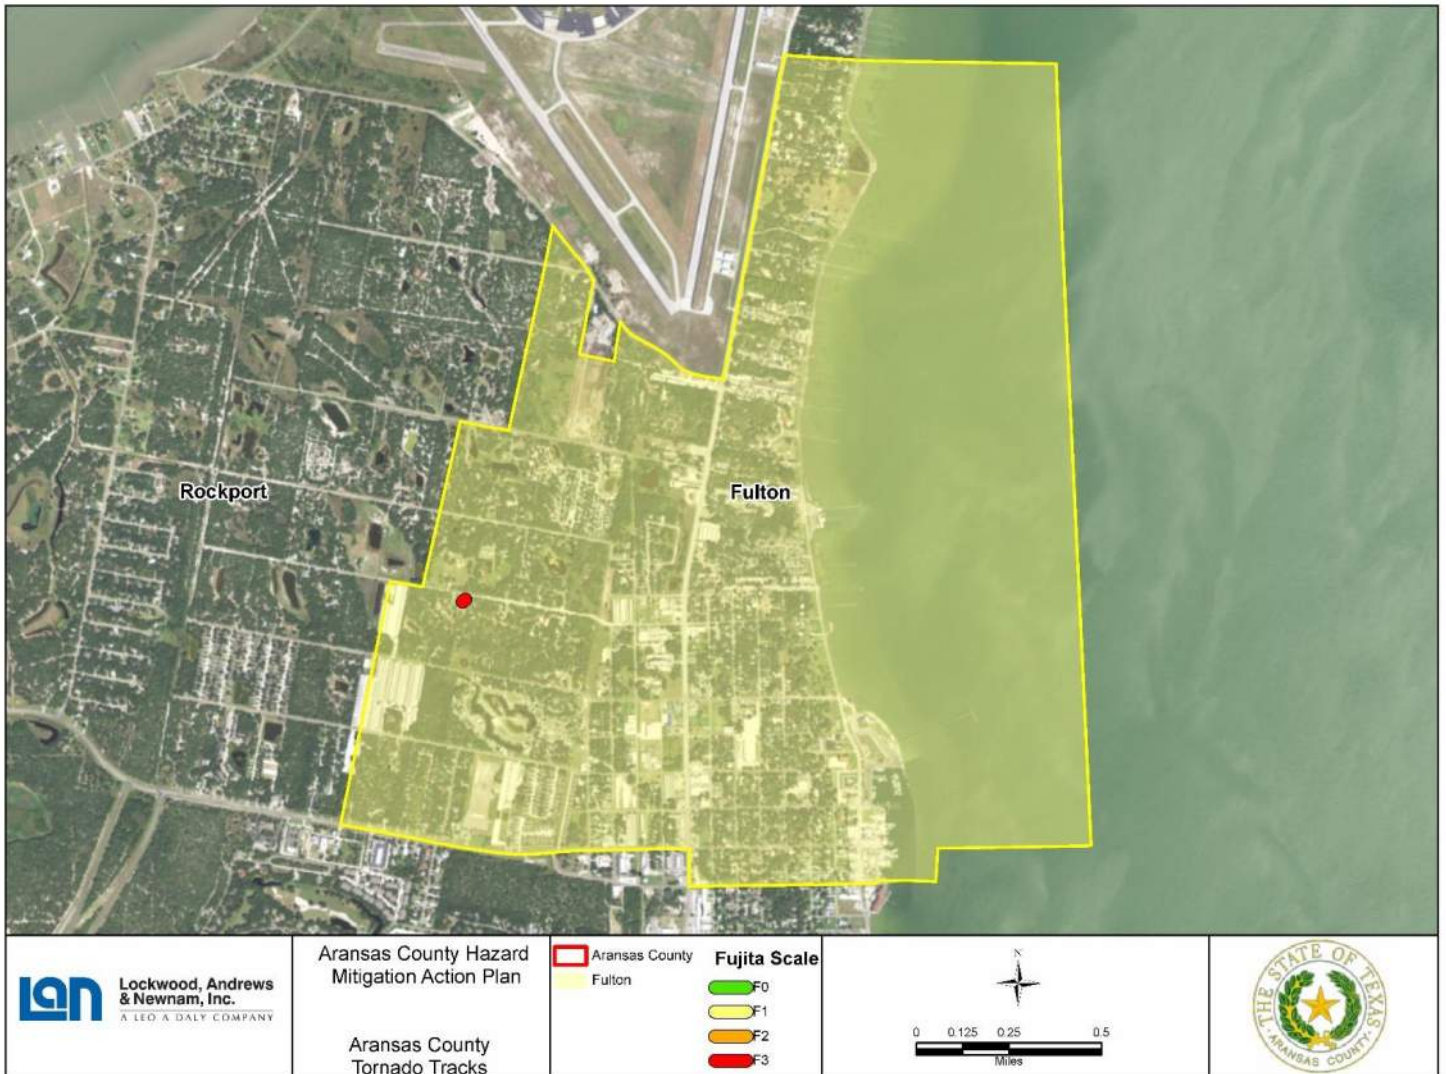 Rockport
Fulton
Lan
Lockwood, Andrews
& Newnam, Inc.
A LEO A DALY COMPANY
Aransas County Hazard
Mitigation Action Plan
Aransas County
Tornado Tracks
Aransas County
Fulton
Fujita Scale
F0
F1
F2
F3
N
0 0.125 0.25 0.5
Miles
THE STATE OF TEXAS
ARANSAS COUNTY